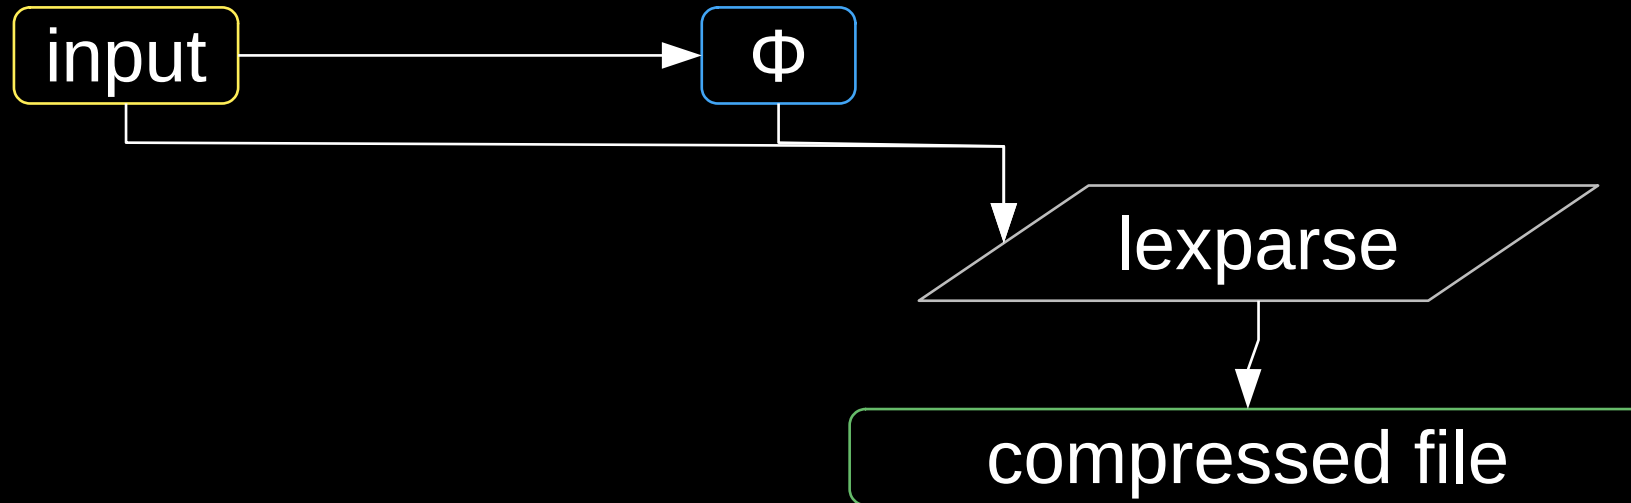 input
Φ
lexparse
compressed file